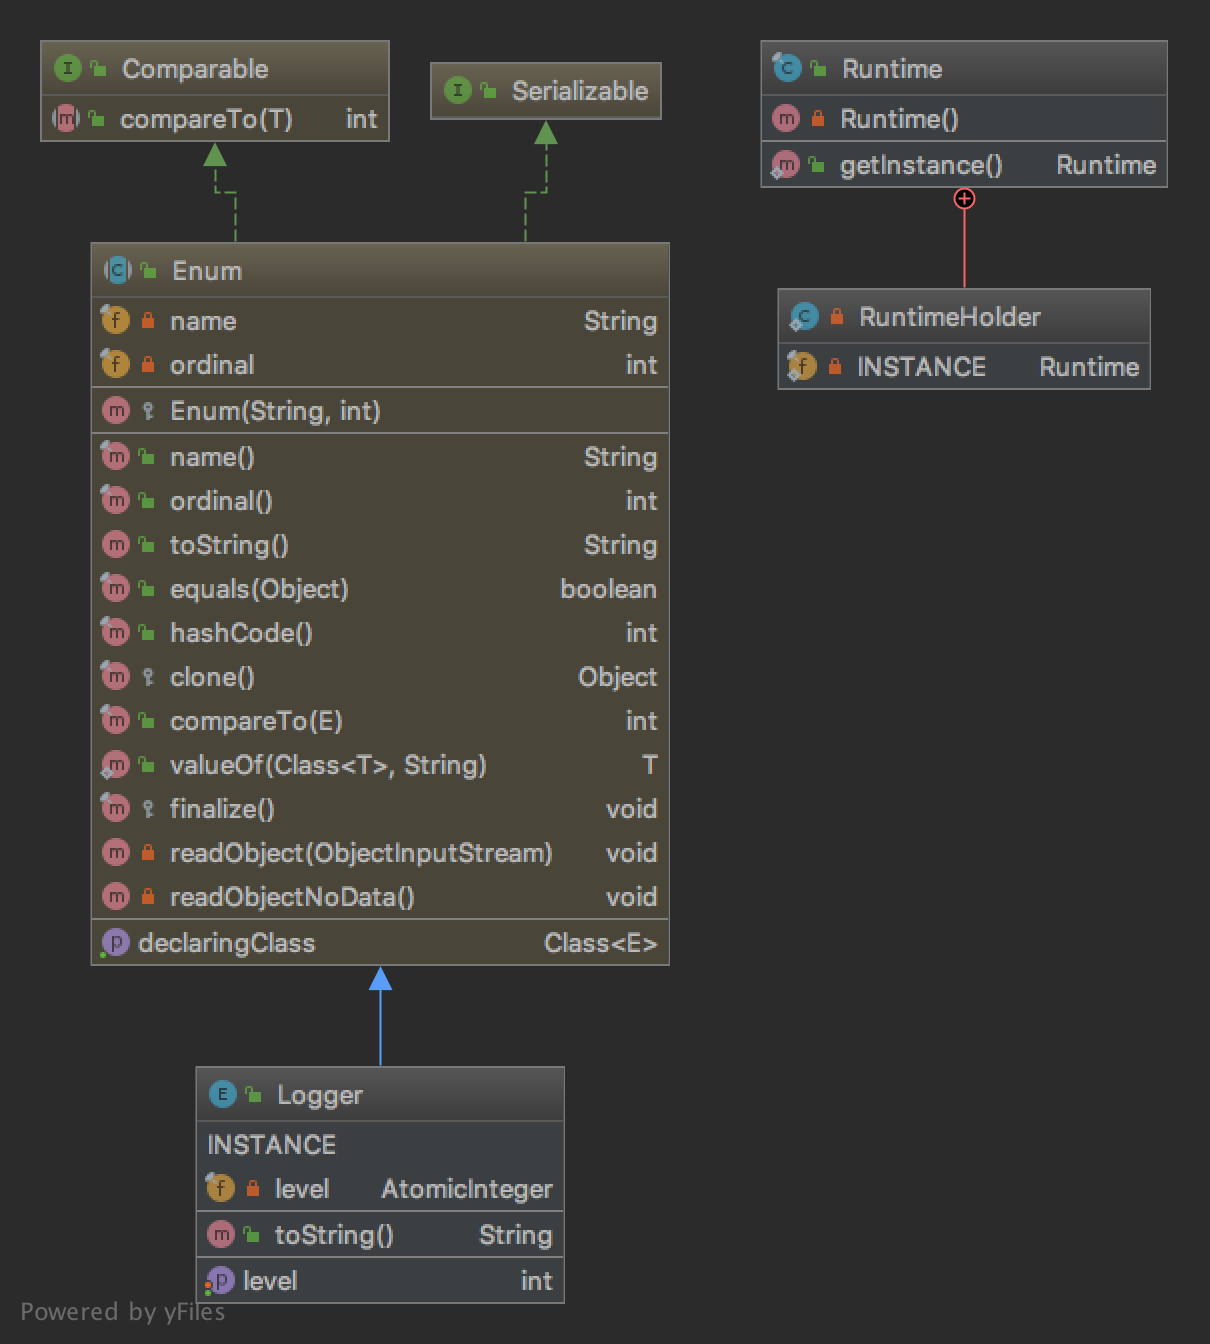 Comparable
compareTo(T) int
Serializable
Runtime
Runtime()
getInstance() Runtime
RuntimeHolder
INSTANCE Runtime
Enum
name String
ordinal int
Enum(String, int)
name() String
ordinal() int
toString() String
equals(Object) boolean
hashCode() int
clone() Object
compareTo(E) int
valueOf(Class<T>, String) T
finalize() void
readObject(ObjectInputStream) void
readObjectNoData() void
declaringClass Class<E>
Logger
INSTANCE
level AtomicInteger
toString() String
level int
Powered by yFiles